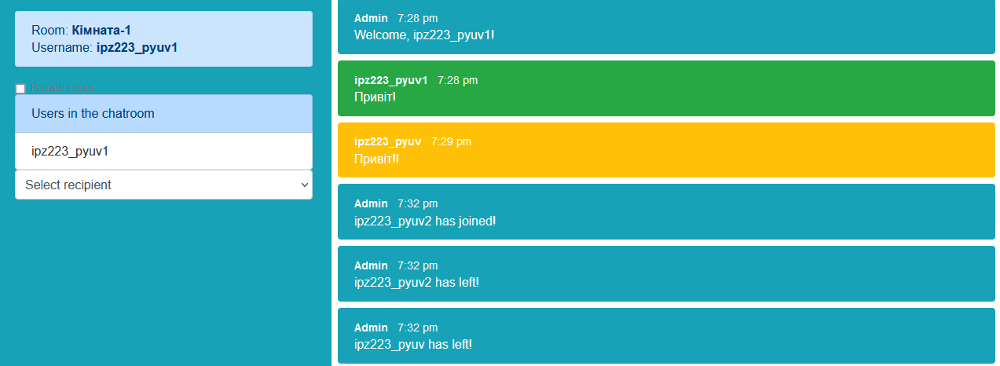 Room: Кімната-1
Username: ipz223_pyuv1
Private room
Users in the chatroom
ipz223_pyuv1
Select recipient
Admin 7:28 pm
Welcome, ipz223_pyuv1!
ipz223_pyuv1 7:28 pm
Привіт!
ipz223_pyuv 7:29 pm
Привіт!!
Admin 7:32 pm
ipz223_pyuv2 has joined!
Admin 7:32 pm
ipz223_pyuv2 has left!
Admin 7:32 pm
ipz223_pyuv has left!